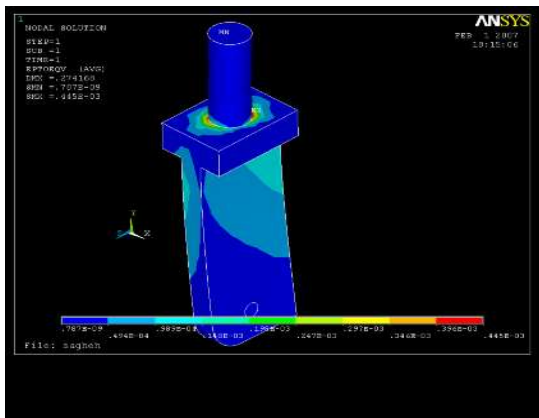 1
NODAL SOLUTION
STEP=1
SUB =1
TIME=1
EPTOEQV (AVG)
DMX =.274168
SMN =.787E-09
SMX =.445E-03
ANSYS
FEB 1 2007
10:15:06
MN
MX
Y
Z X
.787E-09 .989E-04 .198E-03 .297E-03 .396E-03
.494E-04 .148E-03 .247E-03 .346E-03 .445E-03
File: zagheh